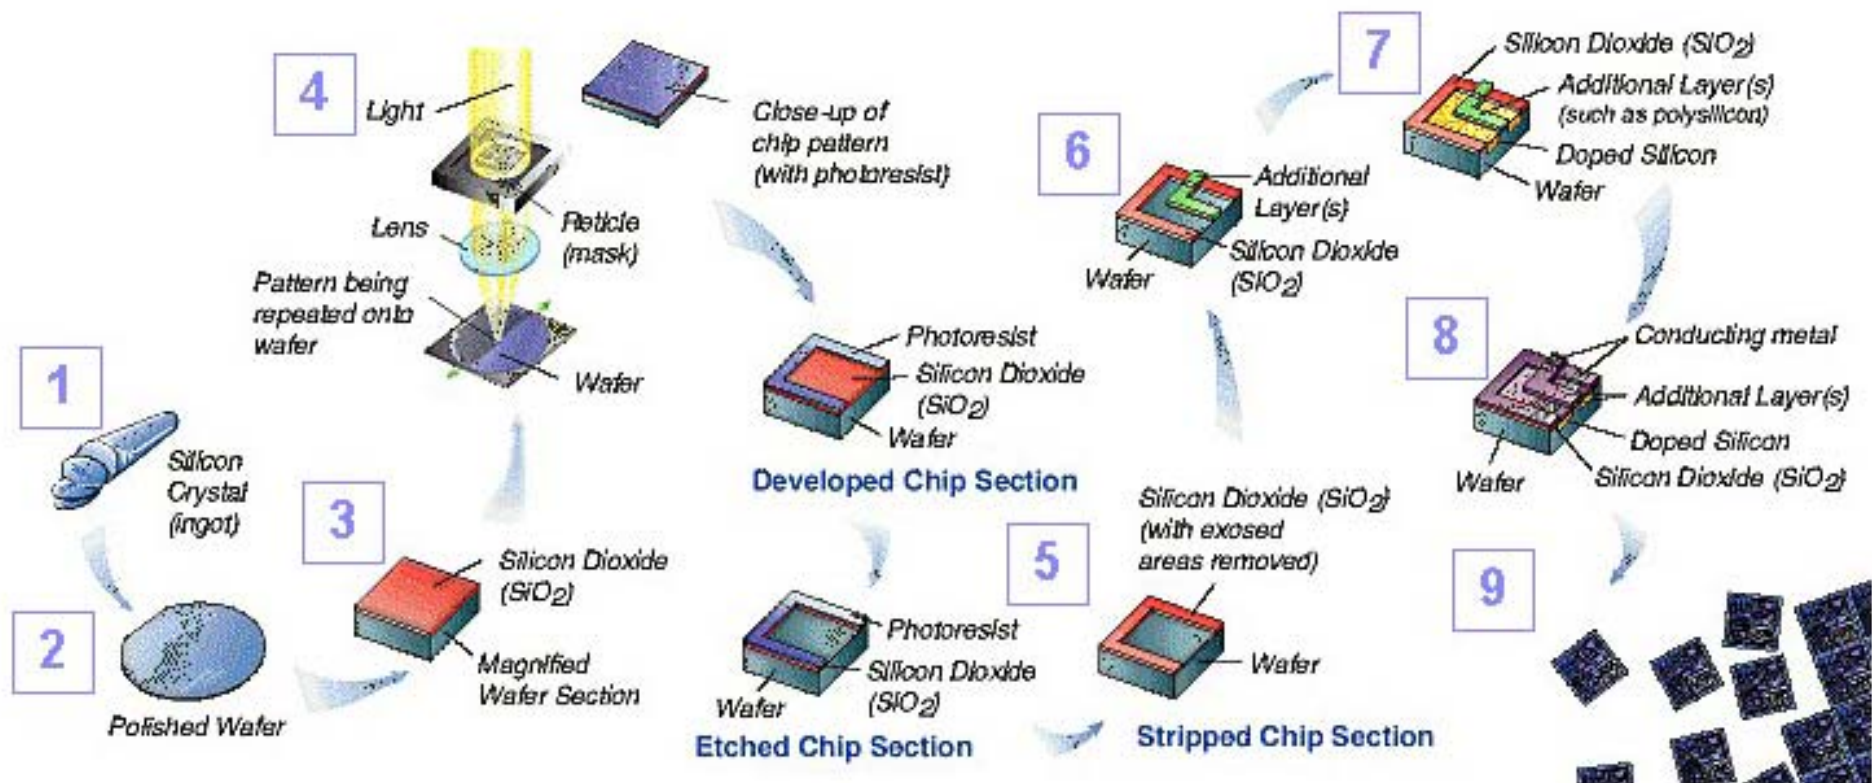 1
Silicon
Crystal
(ingot)
2
Polished Wafer
3
Silicon Dioxide
(SiO2)
Magnified
Wafer Section
4
Light
Lens
Reticle
(mask)
Pattern being
repeated onto
wafer
Wafer
Close-up of
chip pattern
(with photoresist)
Photoresist
Silicon Dioxide
(SiO2)
Wafer
Developed Chip Section
Photoresist
Silicon Dioxide
(SiO2)
Wafer
Etched Chip Section
5
Silicon Dioxide (SiO2)
(with exosed
areas removed)
Wafer
Stripped Chip Section
6
Additional
Layer(s)
Silicon Dioxide
(SiO2)
Wafer
7
Silicon Dioxide (SiO2)
Additional Layer(s)
(such as polysilicon)
Doped Silicon
Wafer
8
Conducting metal
Additional Layer(s)
Doped Silicon
Silicon Dioxide (SiO2)
Wafer
9